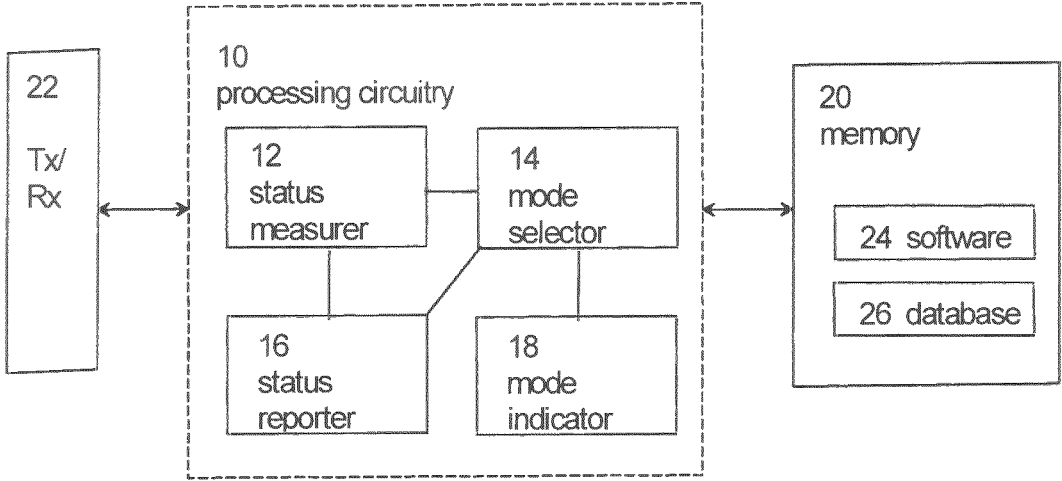 22
Tx/
Rx
10
processing circuitry
12
status
measurer
14
mode
selector
16
status
reporter
18
mode
indicator
20
memory
24 software
26 database